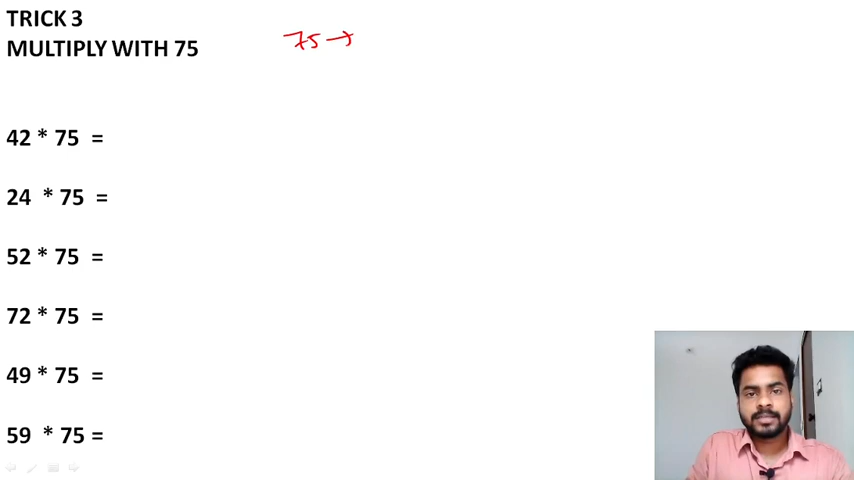 TRICK 3
MULTIPLY WITH 75
75 →
42 * 75 =
24 * 75 =
52 * 75 =
72 * 75 =
49 * 75 =
59 * 75 =